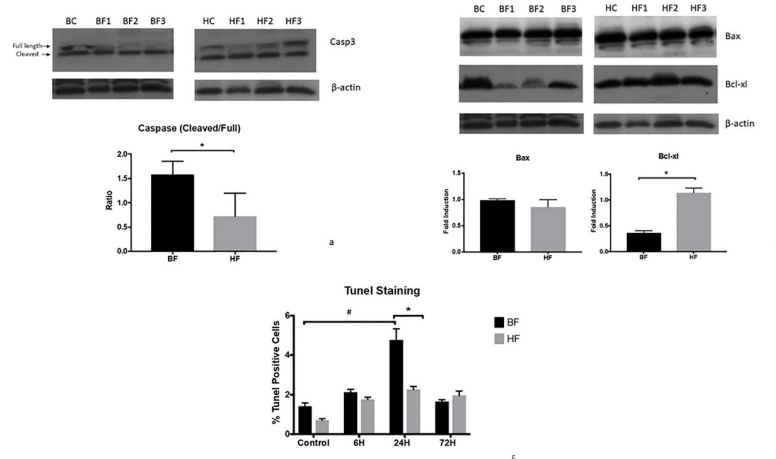 BC BF1 BF2 BF3
HC HF1 HF2 HF3
Full length
Cleaved
Casp3
β-actin
Caspase (Cleaved/Full)
*
2.0
1.5
1.0
0.5
0.0
Ratio
BF HF
a
BC BF1 BF2 BF3
HC HF1 HF2 HF3
Bax
Bcl-xl
β-actin
Bax
1.5
1.0
0.5
0.0
Fold Induction
BF HF
Bcl-xl
*
1.5
1.0
0.5
0.0
Fold Induction
BF HF
Tunel Staining
# *
6
4
2
0
% Tunel Positive Cells
Control 6H 24H 72H
BF
HF
c